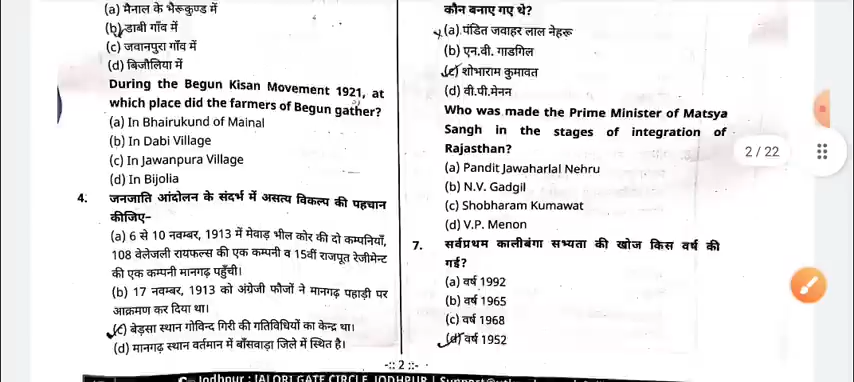 (a) मैनाल के भैरूकुण्ड में
(b) डाबी गाँव में
(c) जवानपुरा गाँव में
(d) बिजौलिया में
During the Begun Kisan Movement 1921, at
which place did the farmers of Begun gather?
(a) In Bhairukund of Mainal
(b) In Dabi Village
(c) In Jawanpura Village
(d) In Bijolia
4. जनजाति आंदोलन के संदर्भ में असत्य विकल्प की पहचान
कीजिए-
(a) 6 से 10 नवम्बर, 1913 में मेवाड़ भील कोर की दो कम्पनियाँ,
108 वेलेजली रायफल्स की एक कम्पनी व 15वीं राजपूत रेजीमेन्ट
की एक कम्पनी मानगढ़ पहुँची।
(b) 17 नवम्बर, 1913 को अंग्रेजी फौजों ने मानगढ़ पहाड़ी पर
आक्रमण कर दिया था।
(c) बेड़सा स्थान गोविन्द गिरी की गतिविधियों का केन्द्र था।
(d) मानगढ़ स्थान वर्तमान में बाँसवाड़ा जिले में स्थित है।
कौन बनाए गए थे?
(a) पंडित जवाहर लाल नेहरू
(b) एन.वी. गाडगिल
(c) शोभाराम कुमावत
(d) वी.पी.मेनन
Who was made the Prime Minister of Matsya
Sangh in the stages of integration of
Rajasthan?
(a) Pandit Jawaharlal Nehru
(b) N.V. Gadgil
(c) Shobharam Kumawat
(d) V.P. Menon
7. सर्वप्रथम कालीबंगा सभ्यता की खोज किस वर्ष की
गई?
(a) वर्ष 1992
(b) वर्ष 1965
(c) वर्ष 1968
(d) वर्ष 1952
2 / 22
-:: 2 ::-